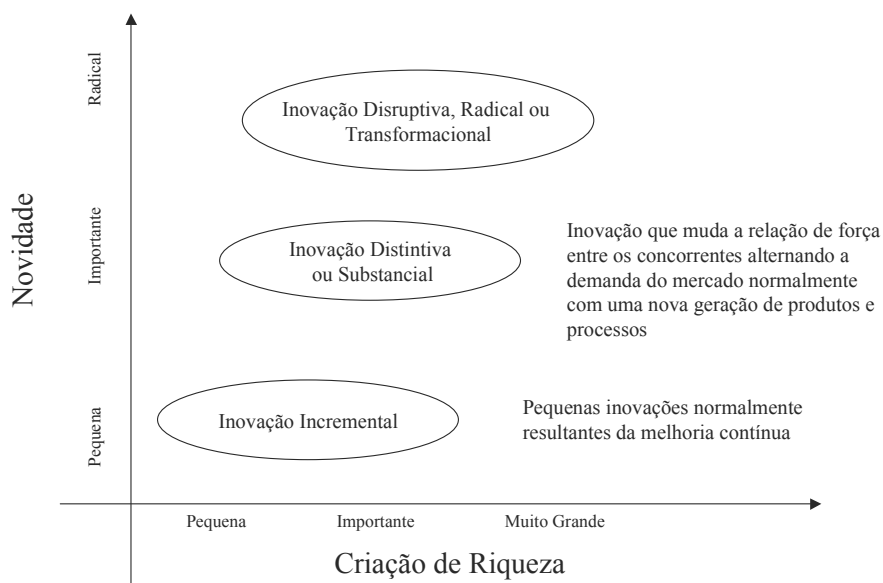 Novidade
Radical
Importante
Pequena
Inovação Disruptiva, Radical ou
Transformacional
Inovação Distintiva
ou Substancial
Inovação que muda a relação de força
entre os concorrentes alternando a
demanda do mercado normalmente
com uma nova geração de produtos e
processos
Inovação Incremental
Pequenas inovações normalmente
resultantes da melhoria contínua
Pequena
Importante
Muito Grande
Criação de Riqueza